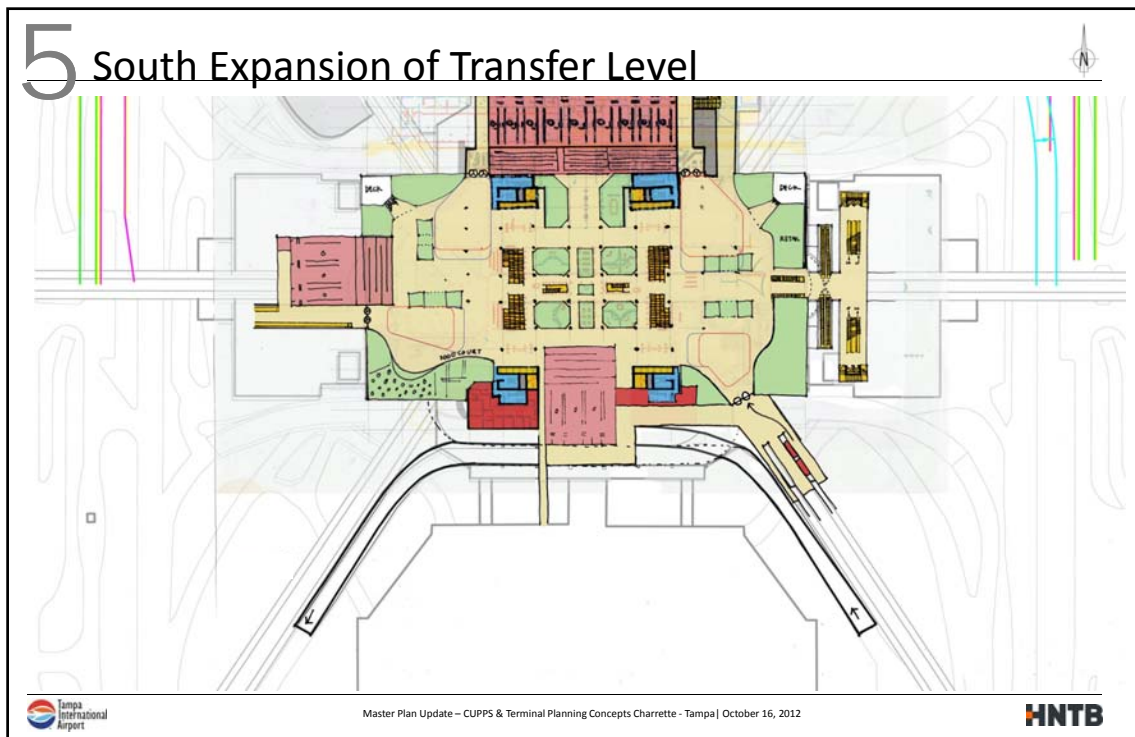 5 South Expansion of Transfer Level
N
DECK
DECK
RETAIL
FOOD COURT
Tampa
International
Airport
Master Plan Update – CUPPS & Terminal Planning Concepts Charrette - Tampa| October 16, 2012
HNTB